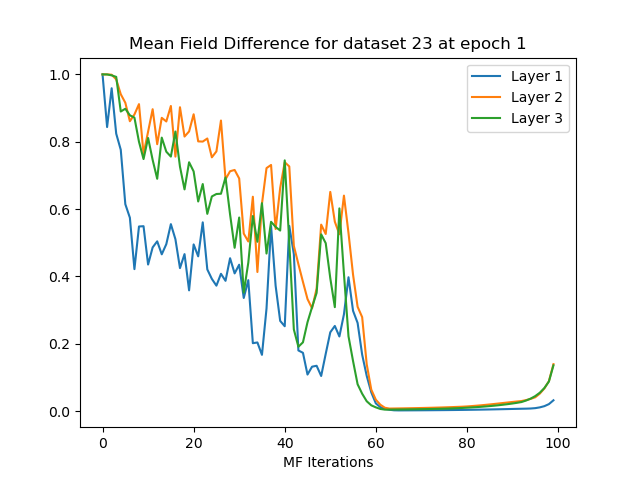 Mean Field Difference for dataset 23 at epoch 1
Layer 1
Layer 2
Layer 3
1.0
0.8
0.6
0.4
0.2
0.0
0 20 40 60 80 100
MF Iterations